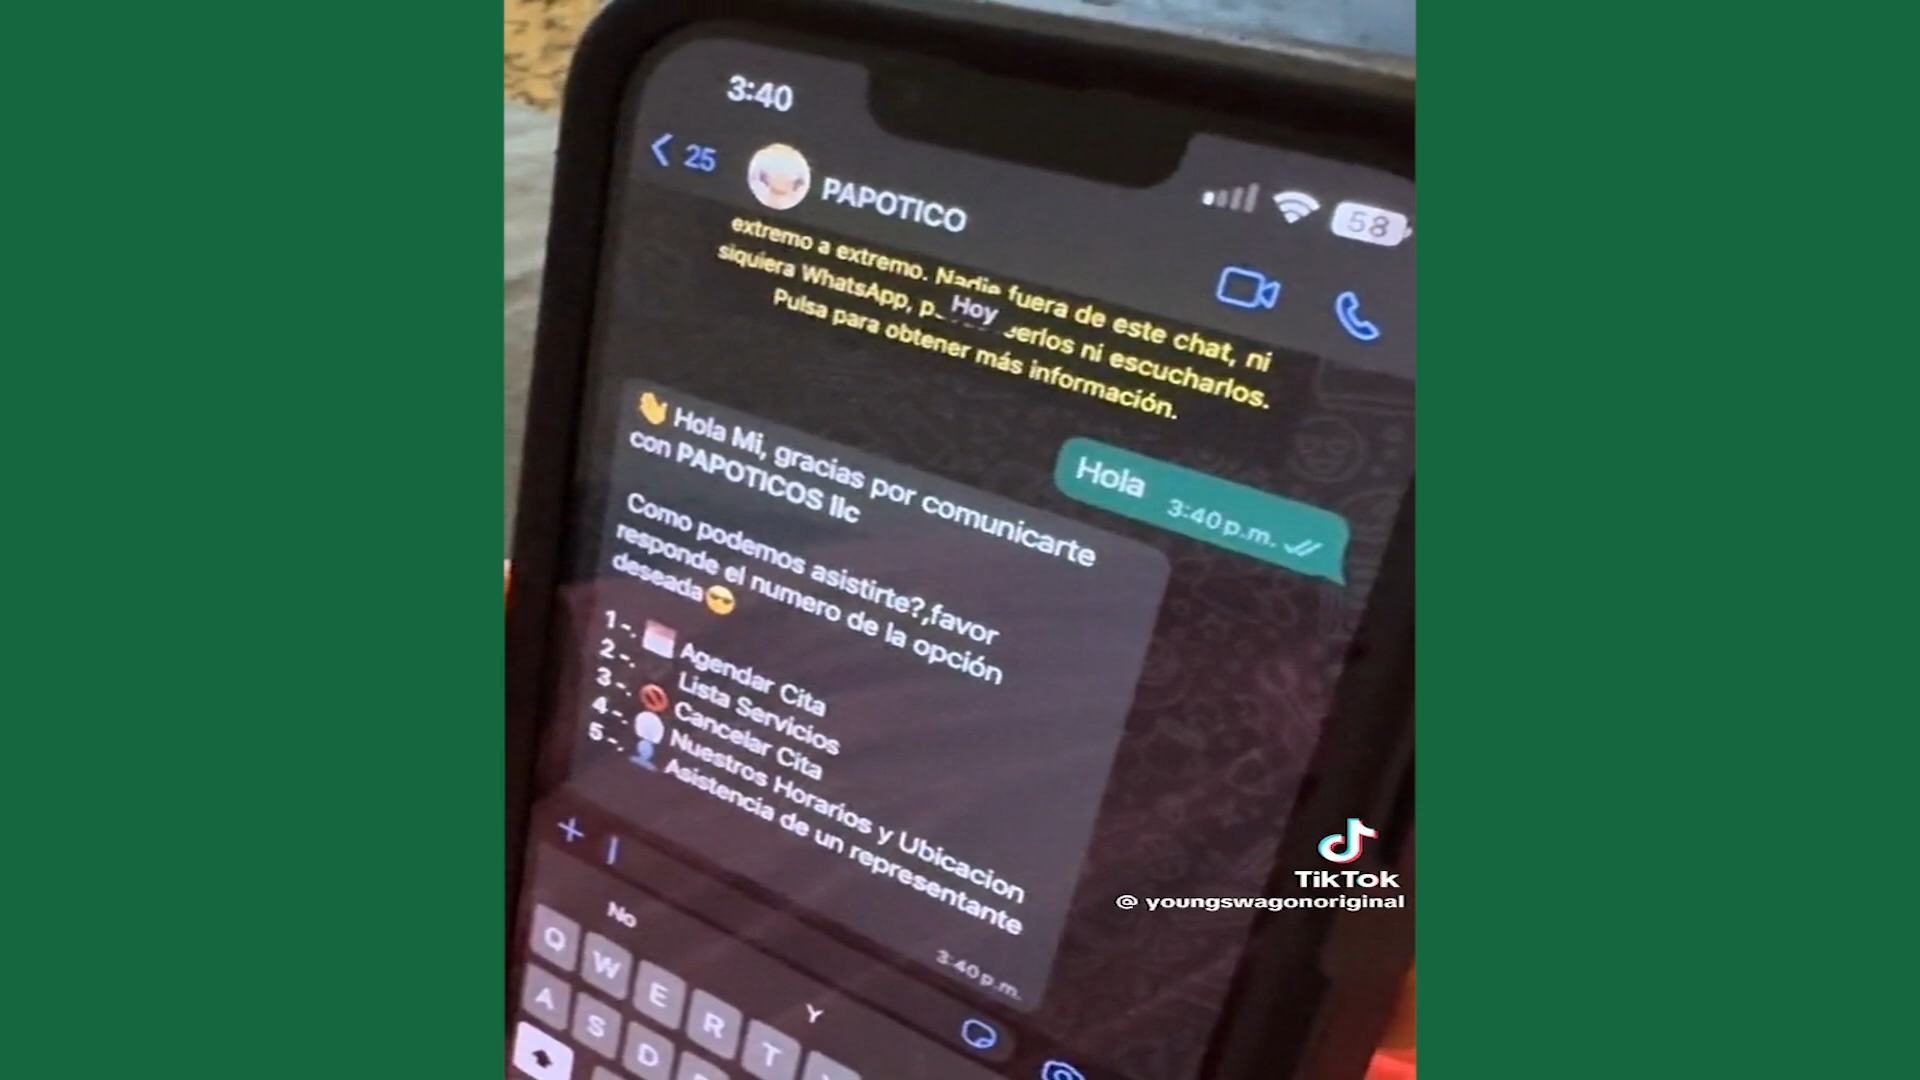 3:40
25
PAPOTICO
58
extremo a extremo. Nadie fuera de este chat, ni
siquiera WhatsApp, erlos ni escucharlos.
Hoy
Pulsa para obtener más información.
Hola
3:40 p.m.
👋 Hola Mi, gracias por comunicarte
con PAPOTICOS llc
Como podemos asistirte?,favor
responde el numero de la opción
deseada😎
1-. Agendar Cita
2-. Lista Servicios
3-. 🚫 Cancelar Cita
4-. Nuestros Horarios y Ubicacion
5-. 👤 Asistencia de un representante
3:40 p.m.
No
Y
Q W E R T
A S D
TikTok
@ youngswagonoriginal